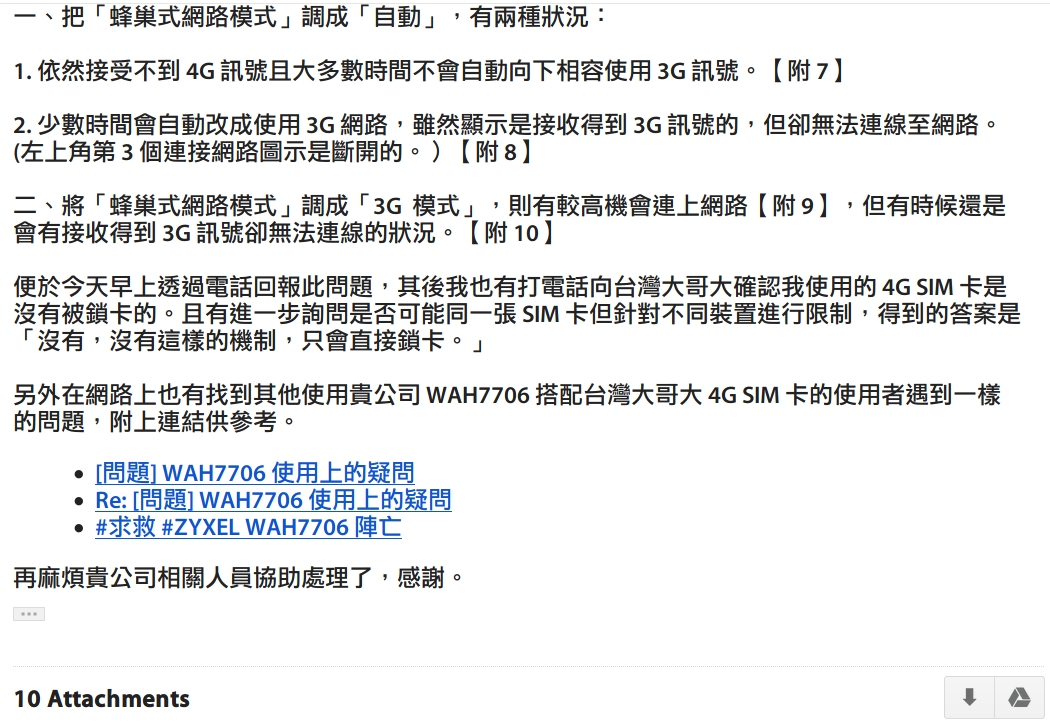 一、把「蜂巢式網路模式」調成「自動」，有兩種狀況：
1. 依然接受不到 4G 訊號且大多數時間不會自動向下相容使用 3G 訊號。【附 7】
2. 少數時間會自動改成使用 3G 網路，雖然顯示是接收得到 3G 訊號的，但卻無法連線至網路。
(左上角第 3 個連接網路圖示是斷開的。）【附 8】
二、將「蜂巢式網路模式」調成「3G 模式」，則有較高機會連上網路【附 9】，但有時候還是
會有接收得到 3G 訊號卻無法連線的狀況。【附 10】
便於今天早上透過電話回報此問題，其後我也有打電話向台灣大哥大確認我使用的 4G SIM 卡是
沒有被鎖卡的。且有進一步詢問是否可能同一張 SIM 卡但針對不同裝置進行限制，得到的答案是
「沒有，沒有這樣的機制，只會直接鎖卡。」
另外在網路上也有找到其他使用貴公司 WAH7706 搭配台灣大哥大 4G SIM 卡的使用者遇到一樣
的問題，附上連結供參考。
• [問題] WAH7706 使用上的疑問
• Re: [問題] WAH7706 使用上的疑問
• #求救 #ZYXEL WAH7706 陣亡
再麻煩貴公司相關人員協助處理了，感謝。
10 Attachments